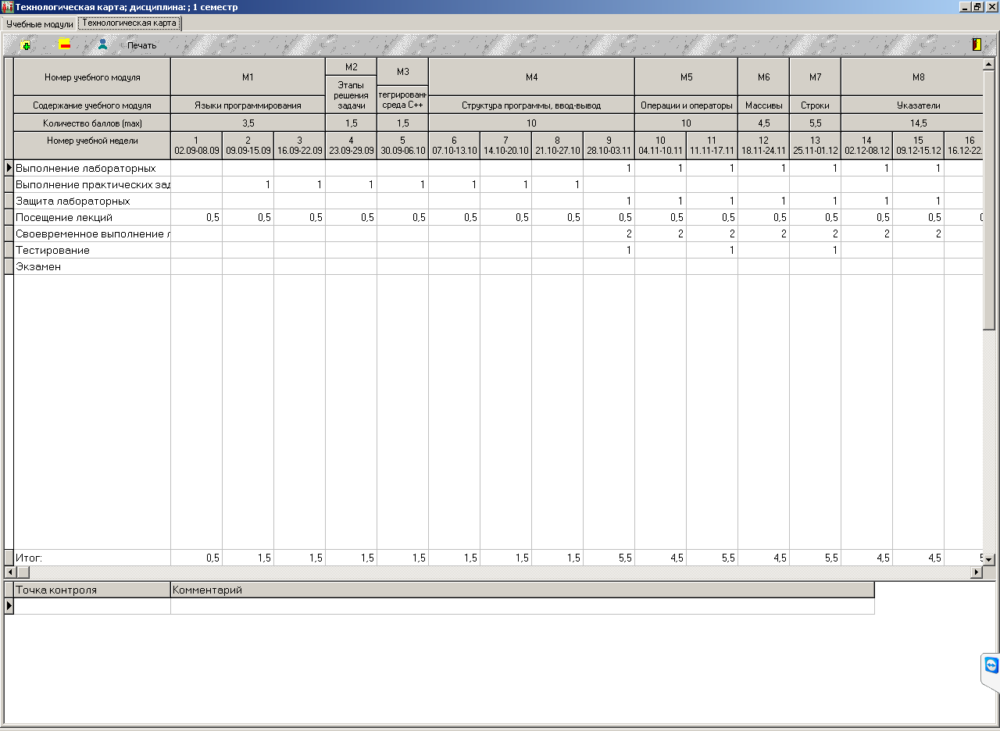 Технологическая карта; дисциплина: ; 1 семестр
Учебные модули Технологическая карта
Печать
Номер учебного модуля M1 M2 M3 M4 M5 M6 M7 M8
Содержание учебного модуля Языки программирования Этапы решения задачи тегрированн среда C++ Структура программы, ввод-вывод Операции и операторы Массивы Строки Указатели
Количество баллов (max) 3,5 1,5 1,5 10 10 4,5 5,5 14,5
Номер учебной недели 1 2 3 4 5 6 7 8 9 10 11 12 13 14 15 16
02.09-08.09 09.09-15.09 16.09-22.09 23.09-29.09 30.09-06.10 07.10-13.10 14.10-20.10 21.10-27.10 28.10-03.11 04.11-10.11 11.11-17.11 18.11-24.11 25.11-01.12 02.12-08.12 09.12-15.12 16.12-22.
Выполнение лабораторных 1 1 1 1 1 1 1
Выполнение практических зад 1 1 1 1 1 1 1
Защита лабораторных 1 1 1 1 1 1 1
Посещение лекций 0,5 0,5 0,5 0,5 0,5 0,5 0,5 0,5 0,5 0,5 0,5 0,5 0,5 0,5 0,5
Своевременное выполнение л 2 2 2 2 2 2 2
Тестирование 1 1 1
Экзамен
Итог: 0,5 1,5 1,5 1,5 1,5 1,5 1,5 1,5 5,5 4,5 5,5 4,5 5,5 4,5 4,5
Точка контроля Комментарий